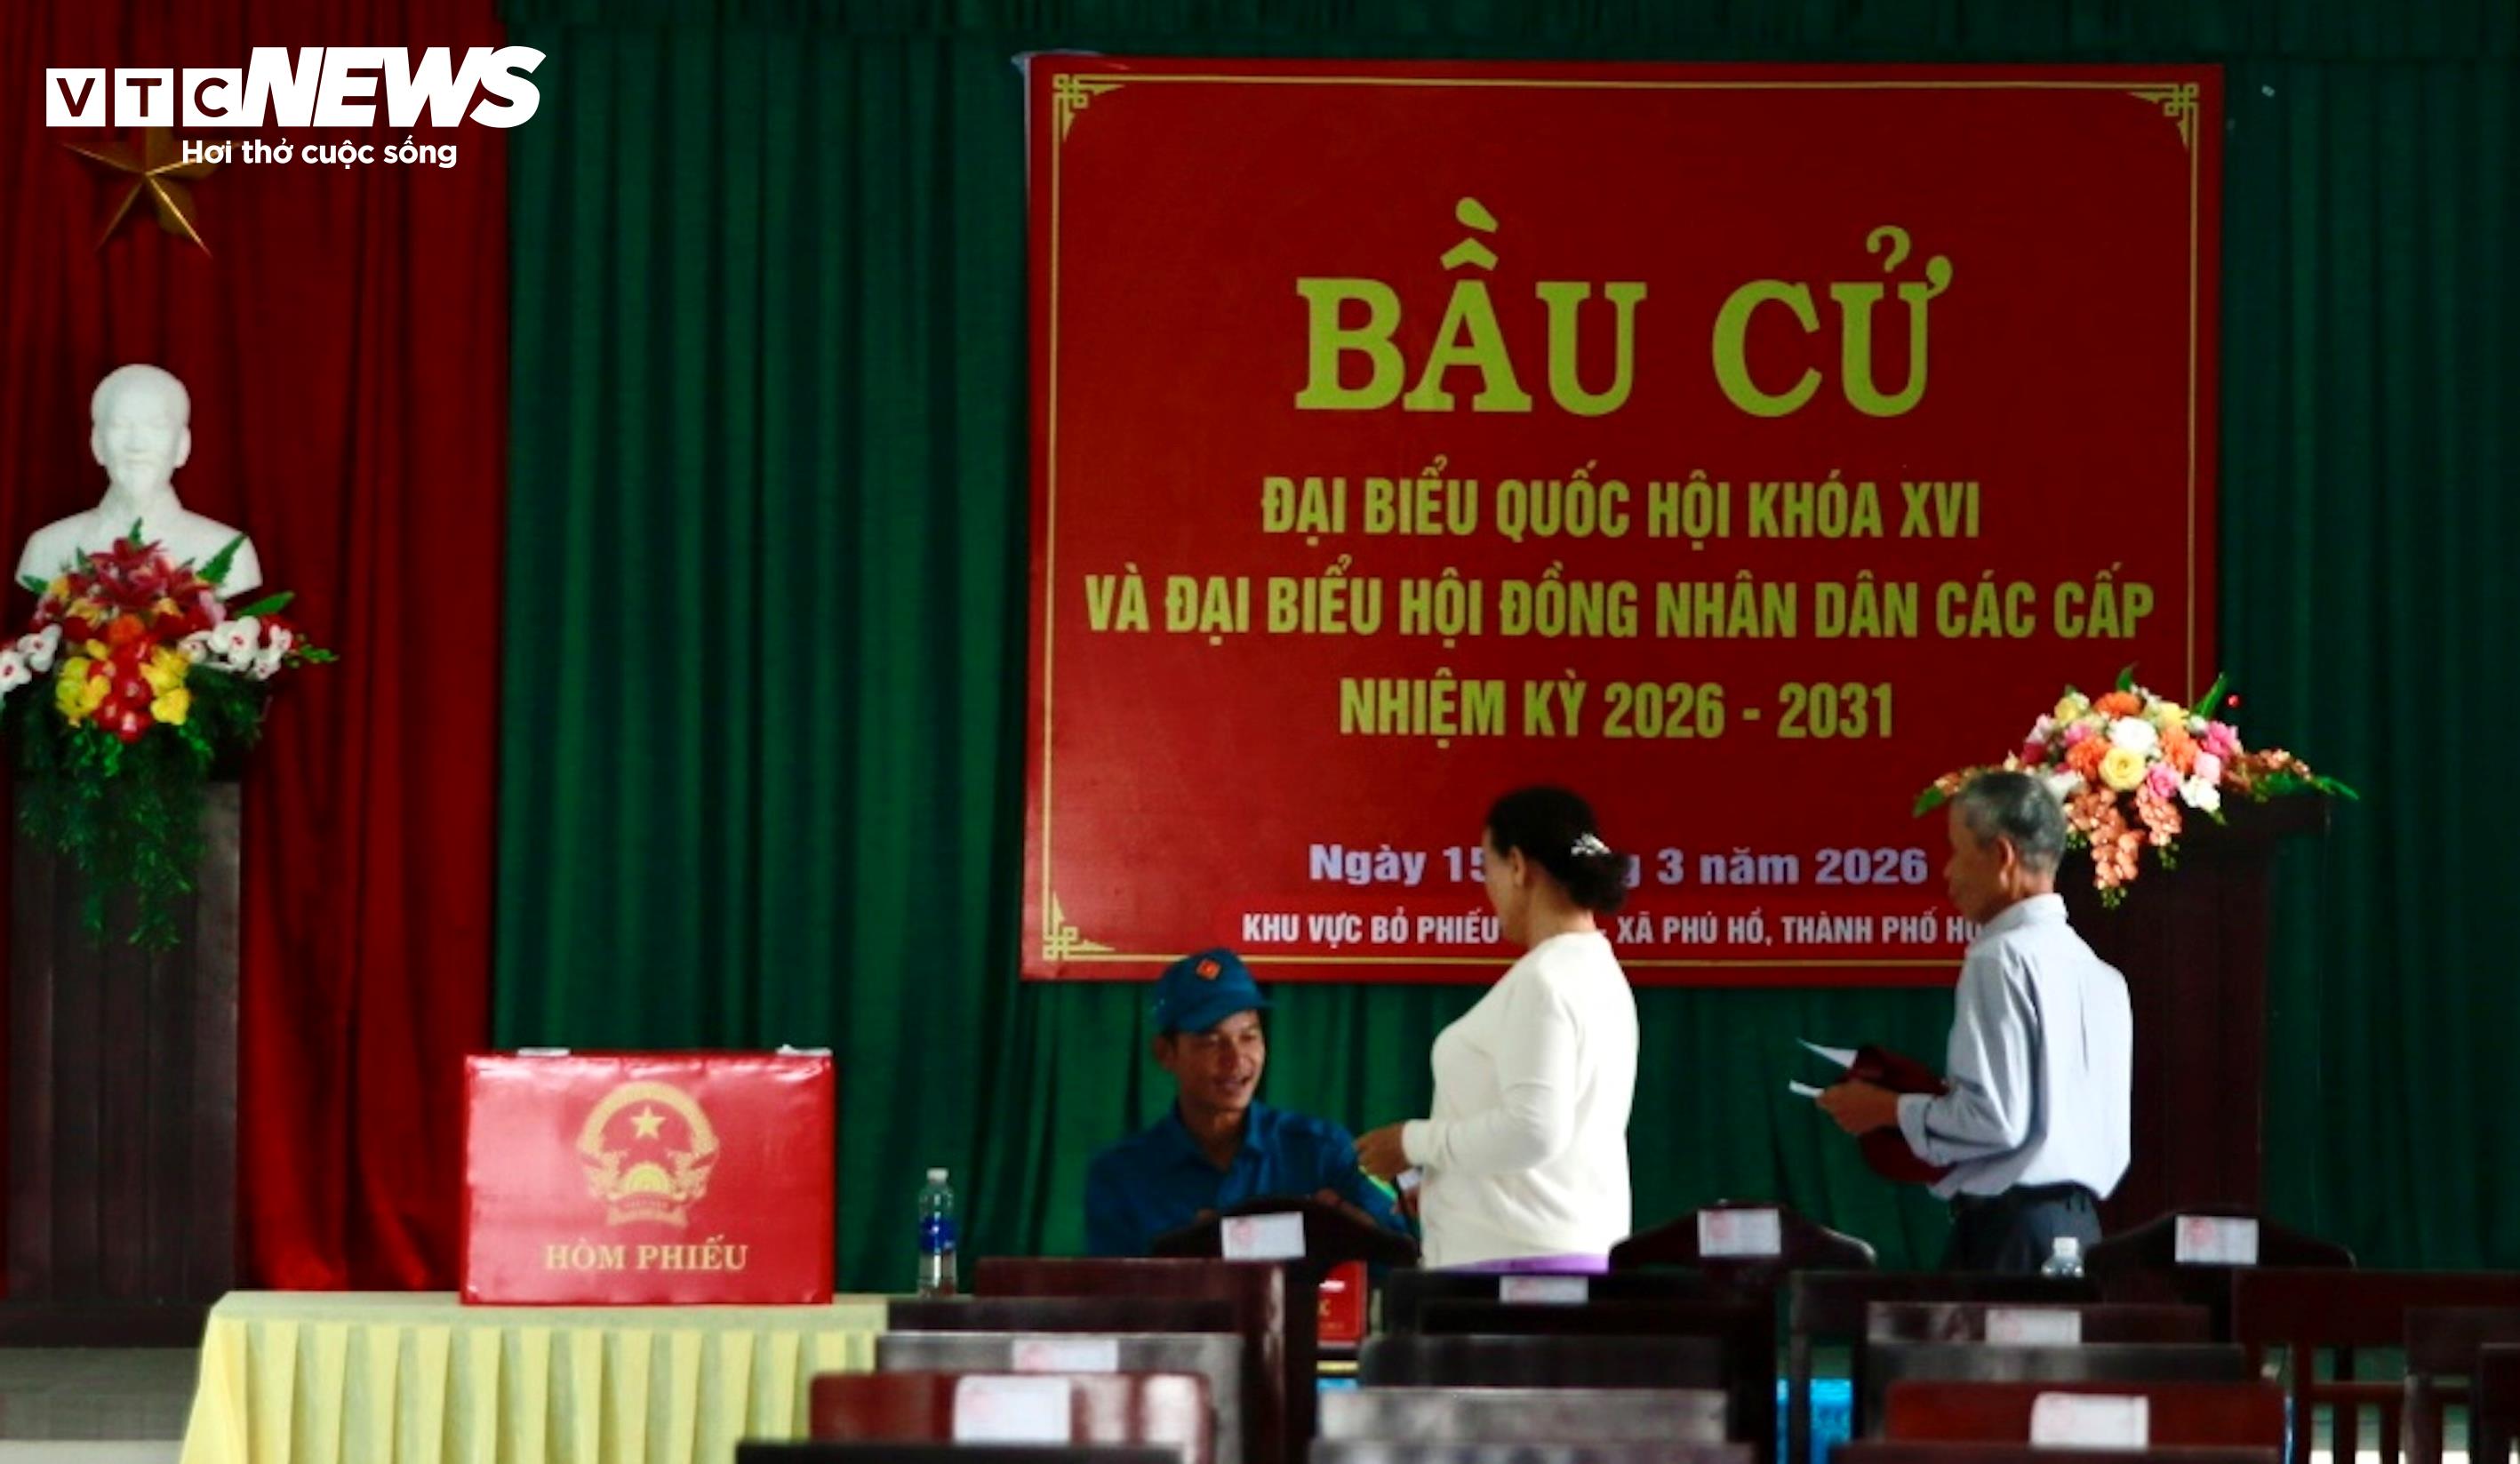 VTC NEWS
Hơi thở cuộc sống
BẦU CỬ
ĐẠI BIỂU QUỐC HỘI KHÓA XVI
VÀ ĐẠI BIỂU HỘI ĐỒNG NHÂN DÂN CÁC CẤP
NHIỆM KỲ 2026 - 2031
Ngày 15 3 năm 2026
KHU VỰC BỎ PHIẾU - XÃ PHÚ HỒ, THÀNH PHỐ
HÒM PHIẾU